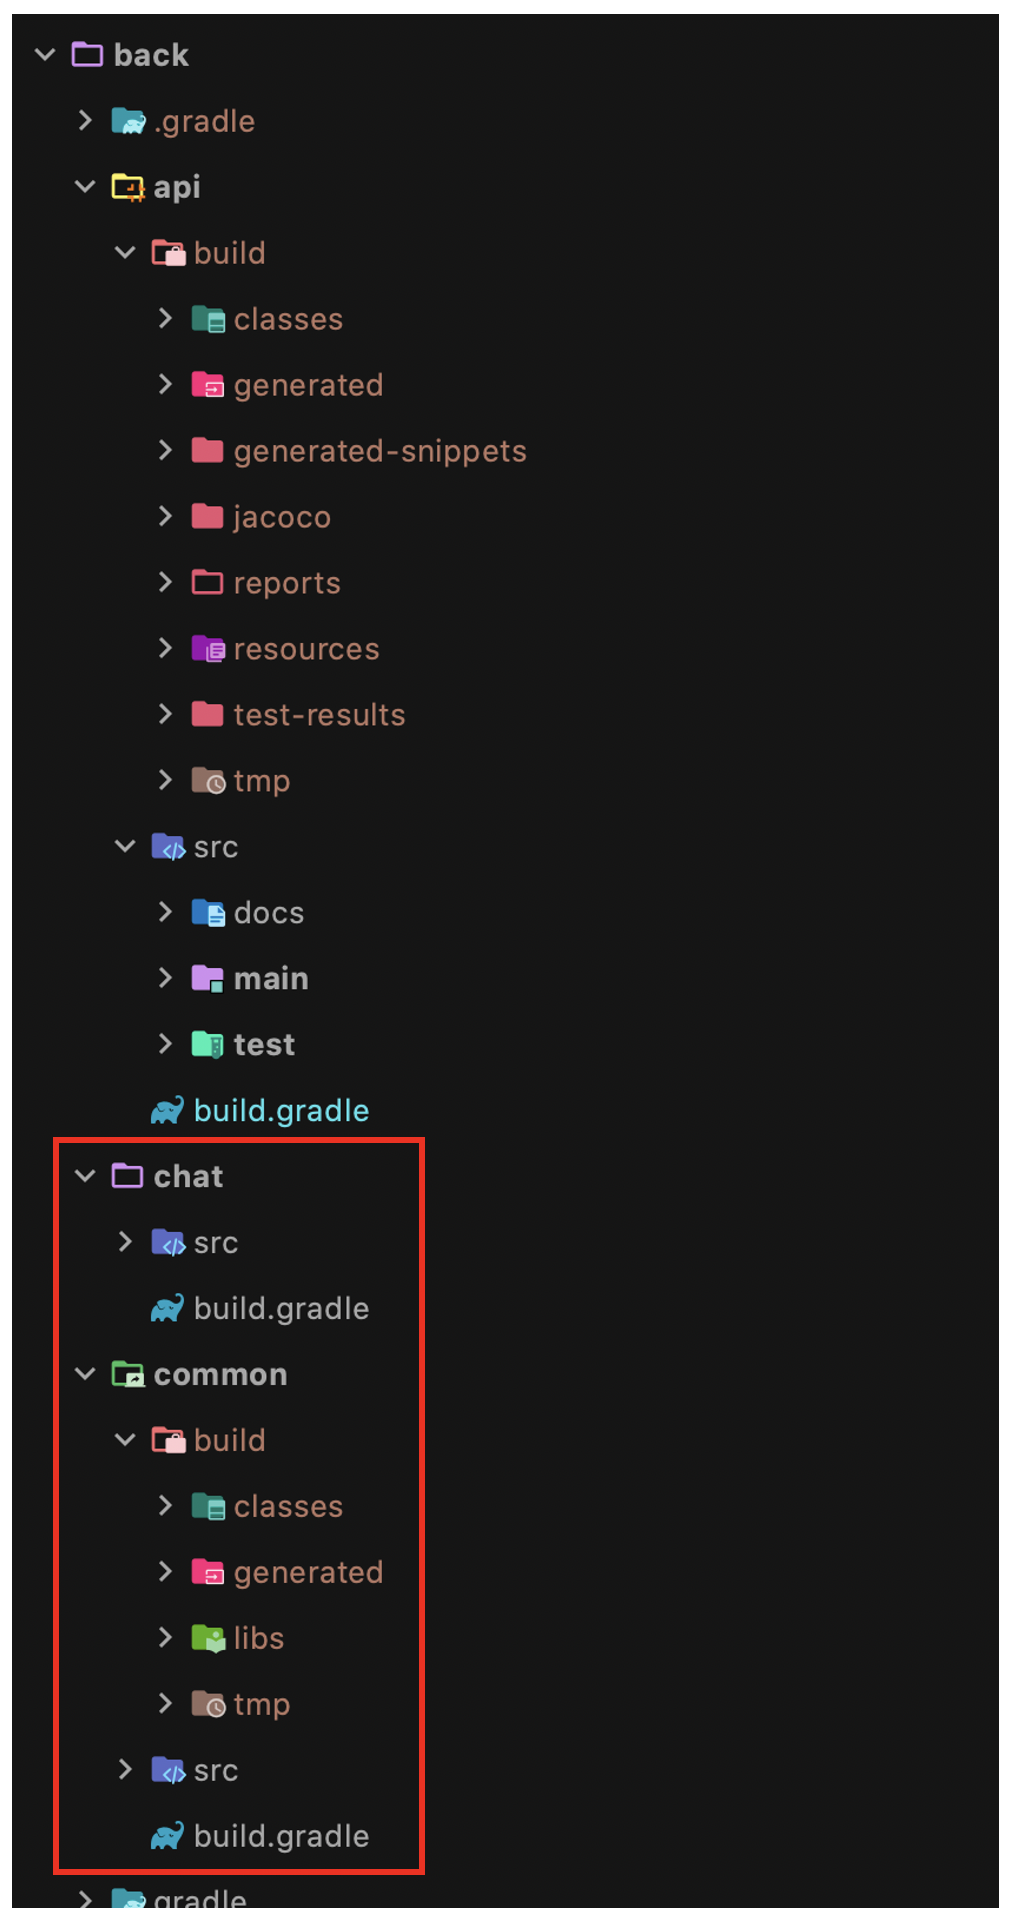 back
.gradle
api
build
classes
generated
generated-snippets
jacoco
reports
resources
test-results
tmp
src
docs
main
test
build.gradle
chat
src
build.gradle
common
build
classes
generated
libs
tmp
src
build.gradle
gradle